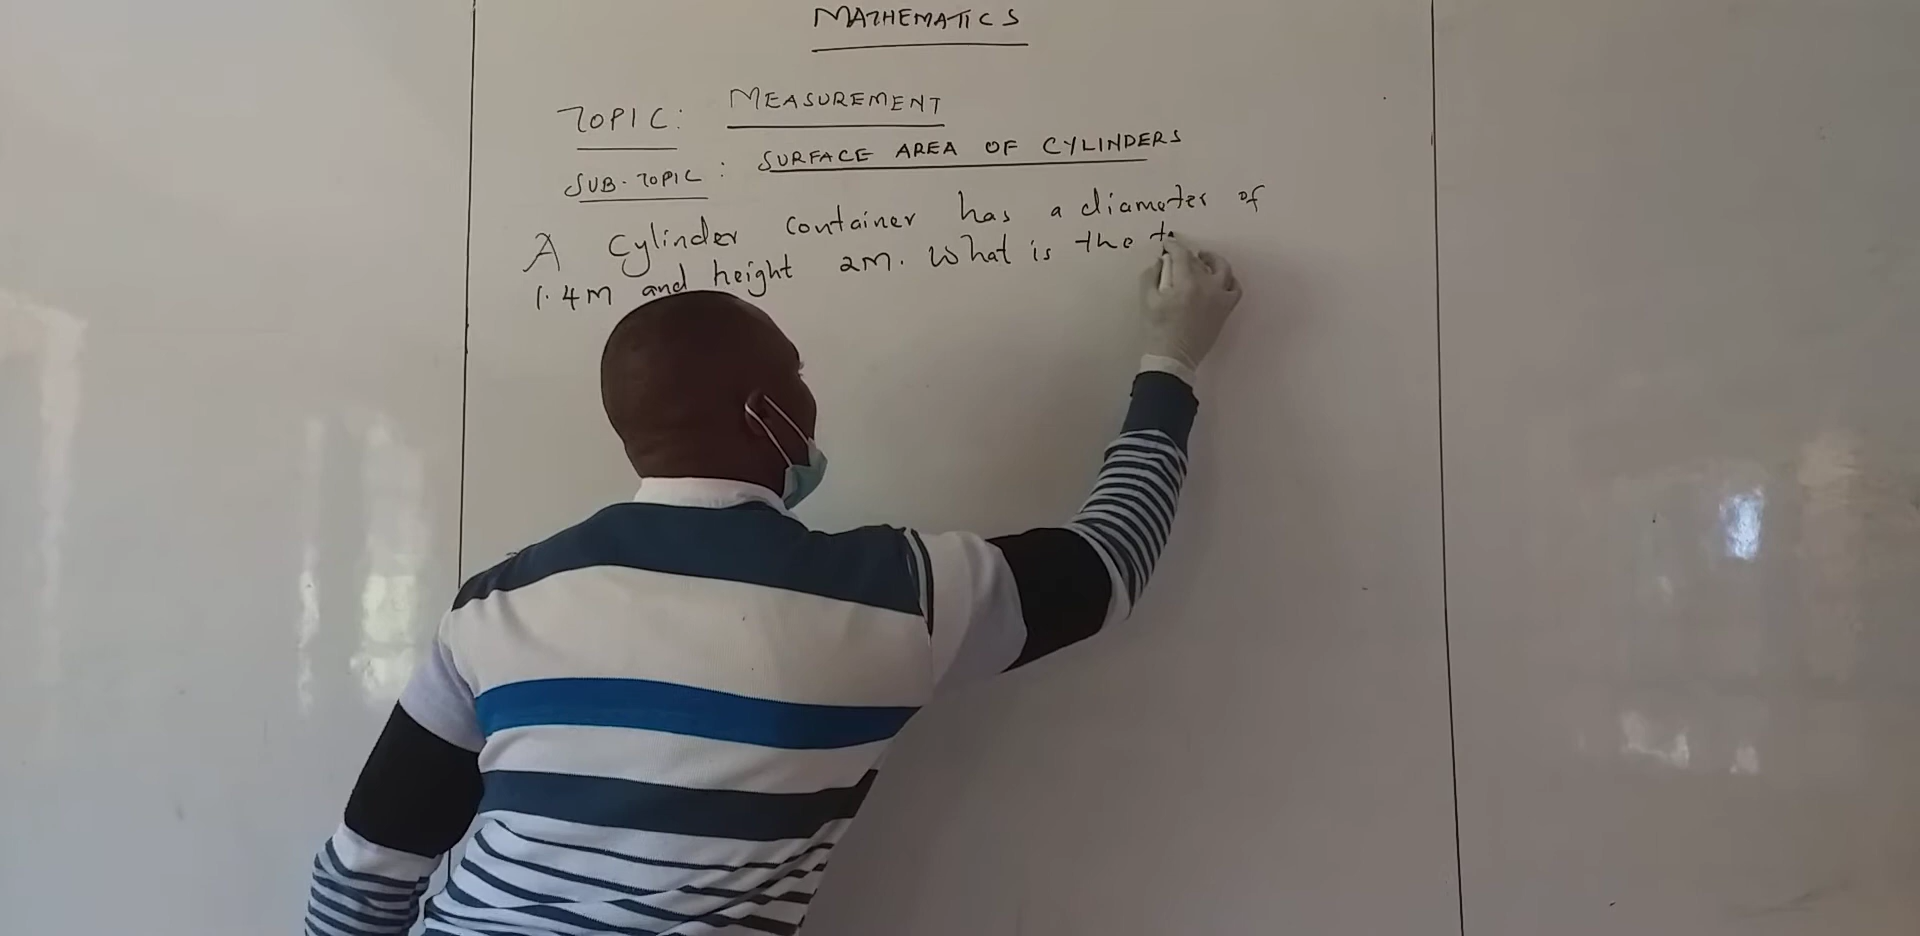 MATHEMATICS
TOPIC: MEASUREMENT
SUB-TOPIC: SURFACE AREA OF CYLINDERS
A cylinder container has a diameter of
1.4m and height 2m. What is the